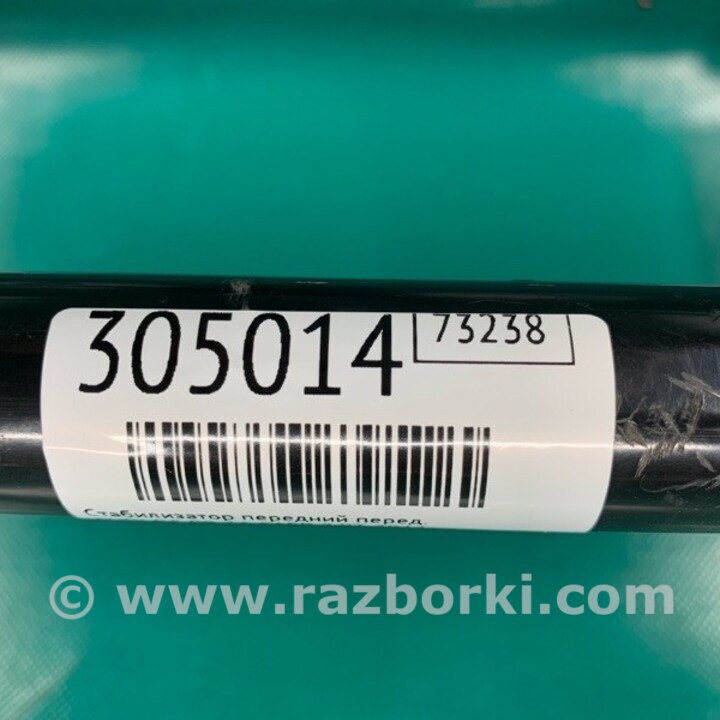 305014
73238
Стабилизатор передний перед.
© www.razborki.com